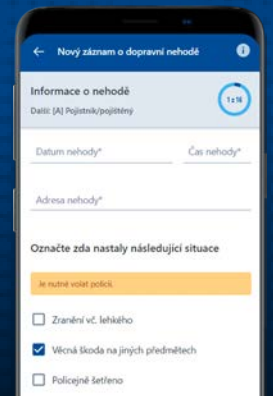 Nový záznam o dopravní nehodě
Informace o nehodě
Další: [A] Pojistník/pojištěný
1 z 16
Datum nehody*
Čas nehody*
Adresa nehody*
Označte zda nastaly následující situace
Je nutné volat policii.
Zranění vč. lehkého
Věcná škoda na jiných předmětech
Policejně šetřeno